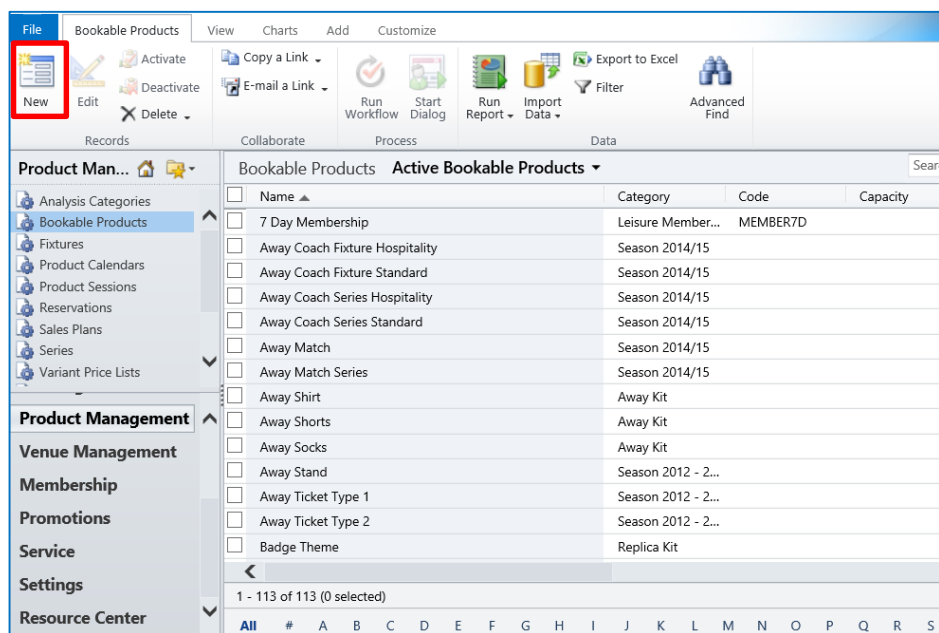 File Bookable Products View Charts Add Customize
New
Edit
Activate
Deactivate
Delete
Records
Copy a Link
E-mail a Link
Collaborate
Run Workflow
Start Dialog
Process
Run Report
Import Data
Export to Excel
Filter
Advanced Find
Data
Product Man...
Analysis Categories
Bookable Products
Fixtures
Product Calendars
Product Sessions
Reservations
Sales Plans
Series
Variant Price Lists
Product Management
Venue Management
Membership
Promotions
Service
Settings
Resource Center
Bookable Products Active Bookable Products
Sear
Name Category Code Capacity
7 Day Membership Leisure Member... MEMBER7D
Away Coach Fixture Hospitality Season 2014/15
Away Coach Fixture Standard Season 2014/15
Away Coach Series Hospitality Season 2014/15
Away Coach Series Standard Season 2014/15
Away Match Season 2014/15
Away Match Series Season 2014/15
Away Shirt Away Kit
Away Shorts Away Kit
Away Socks Away Kit
Away Stand Season 2012 - 2...
Away Ticket Type 1 Season 2012 - 2...
Away Ticket Type 2 Season 2012 - 2...
Badge Theme Replica Kit
1 - 113 of 113 (0 selected)
All # A B C D E F G H I J K L M N O P Q R S